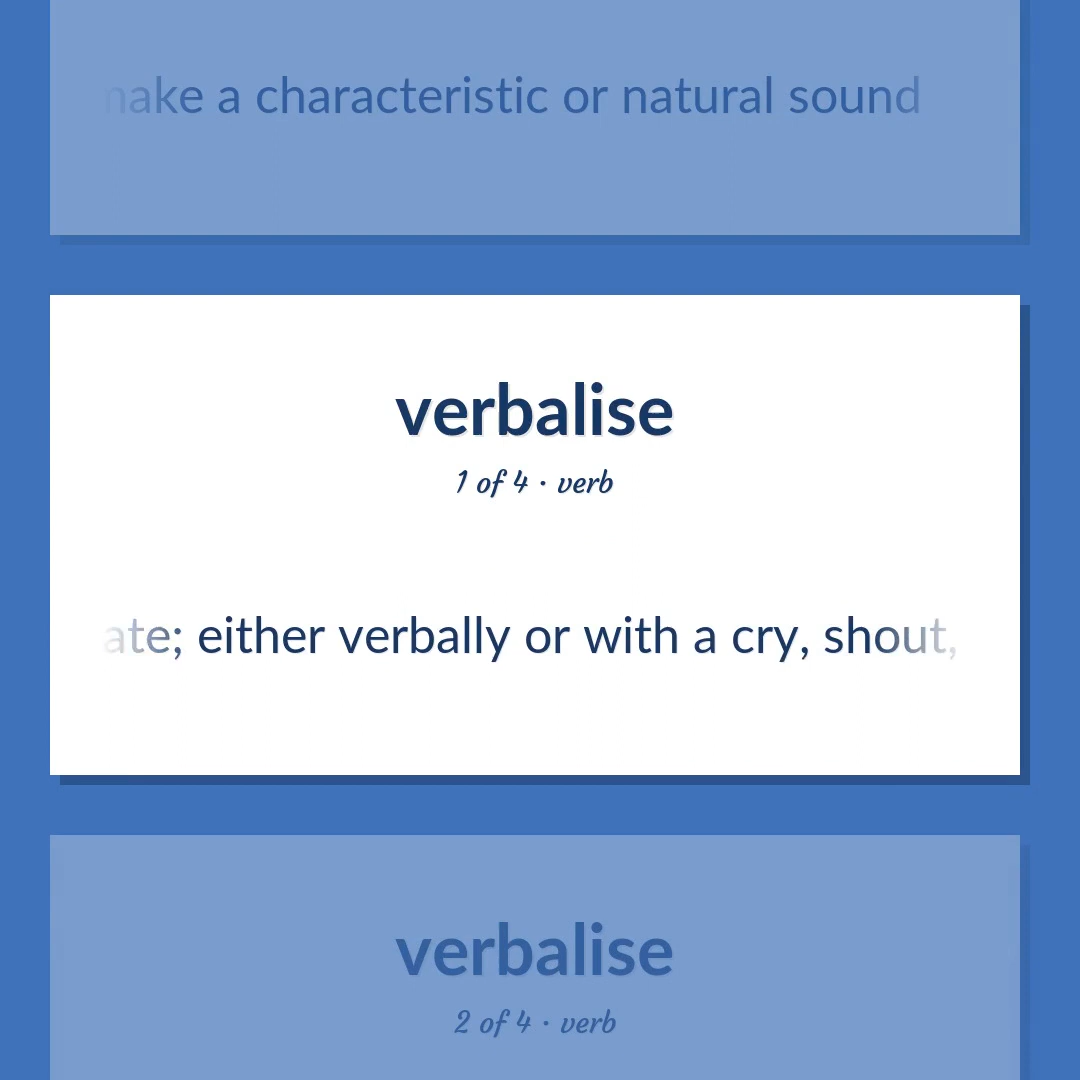 make a characteristic or natural sound
verbalise
1 of 4 · verb
ate; either verbally or with a cry, shout,
verbalise
2 of 4 · verb